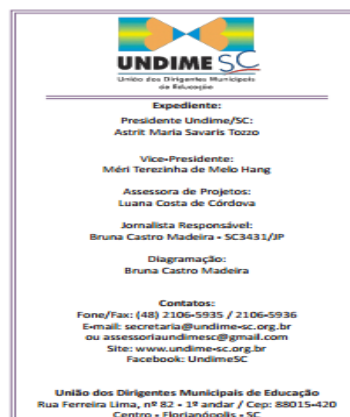 UNDIME SC
União dos Dirigentes Municipais
de Educação
Expediente:
Presidente Undime/SC:
Astrit Maria Savaris Tozzo
Vice-Presidente:
Méri Terezinha de Melo Hang
Assessora de Projetos:
Luana Costa de Córdova
Jornalista Responsável:
Bruna Castro Madeira - SC3431/JP
Diagramação:
Bruna Castro Madeira
Contatos:
Fone/Fax: (48) 2106-5935 / 2106-5936
E-mail: secretaria@undime-sc.org.br
ou assessoriaundimesc@gmail.com
Site: www.undime-sc.org.br
Facebook: UndimeSC
União dos Dirigentes Municipais de Educação
Rua Ferreira Lima, nº 82 - 1º andar / Cep: 88015-420
Centro - Florianópolis - SC